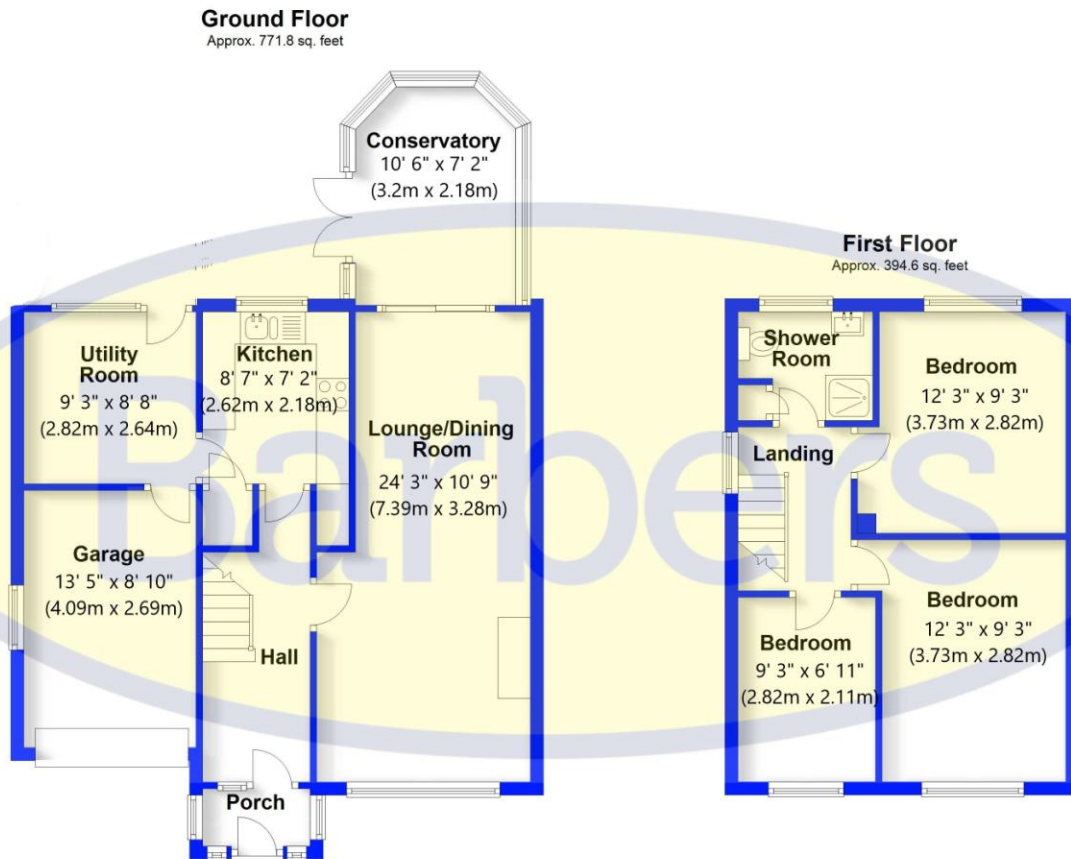 Ground Floor
Approx. 771.8 sq. feet
Conservatory
10' 6" x 7' 2"
(3.2m x 2.18m)
Utility
Room
9' 3" x 8' 8"
(2.82m x 2.64m)
Kitchen
8' 7" x 7' 2"
(2.62m x 2.18m)
Lounge/Dining
Room
24' 3" x 10' 9"
(7.39m x 3.28m)
Garage
13' 5" x 8' 10"
(4.09m x 2.69m)
Hall
Porch
First Floor
Approx. 394.6 sq. feet
Shower
Room
Bedroom
12' 3" x 9' 3"
(3.73m x 2.82m)
Landing
Bedroom
12' 3" x 9' 3"
(3.73m x 2.82m)
Bedroom
9' 3" x 6' 11"
(2.82m x 2.11m)
Barbers